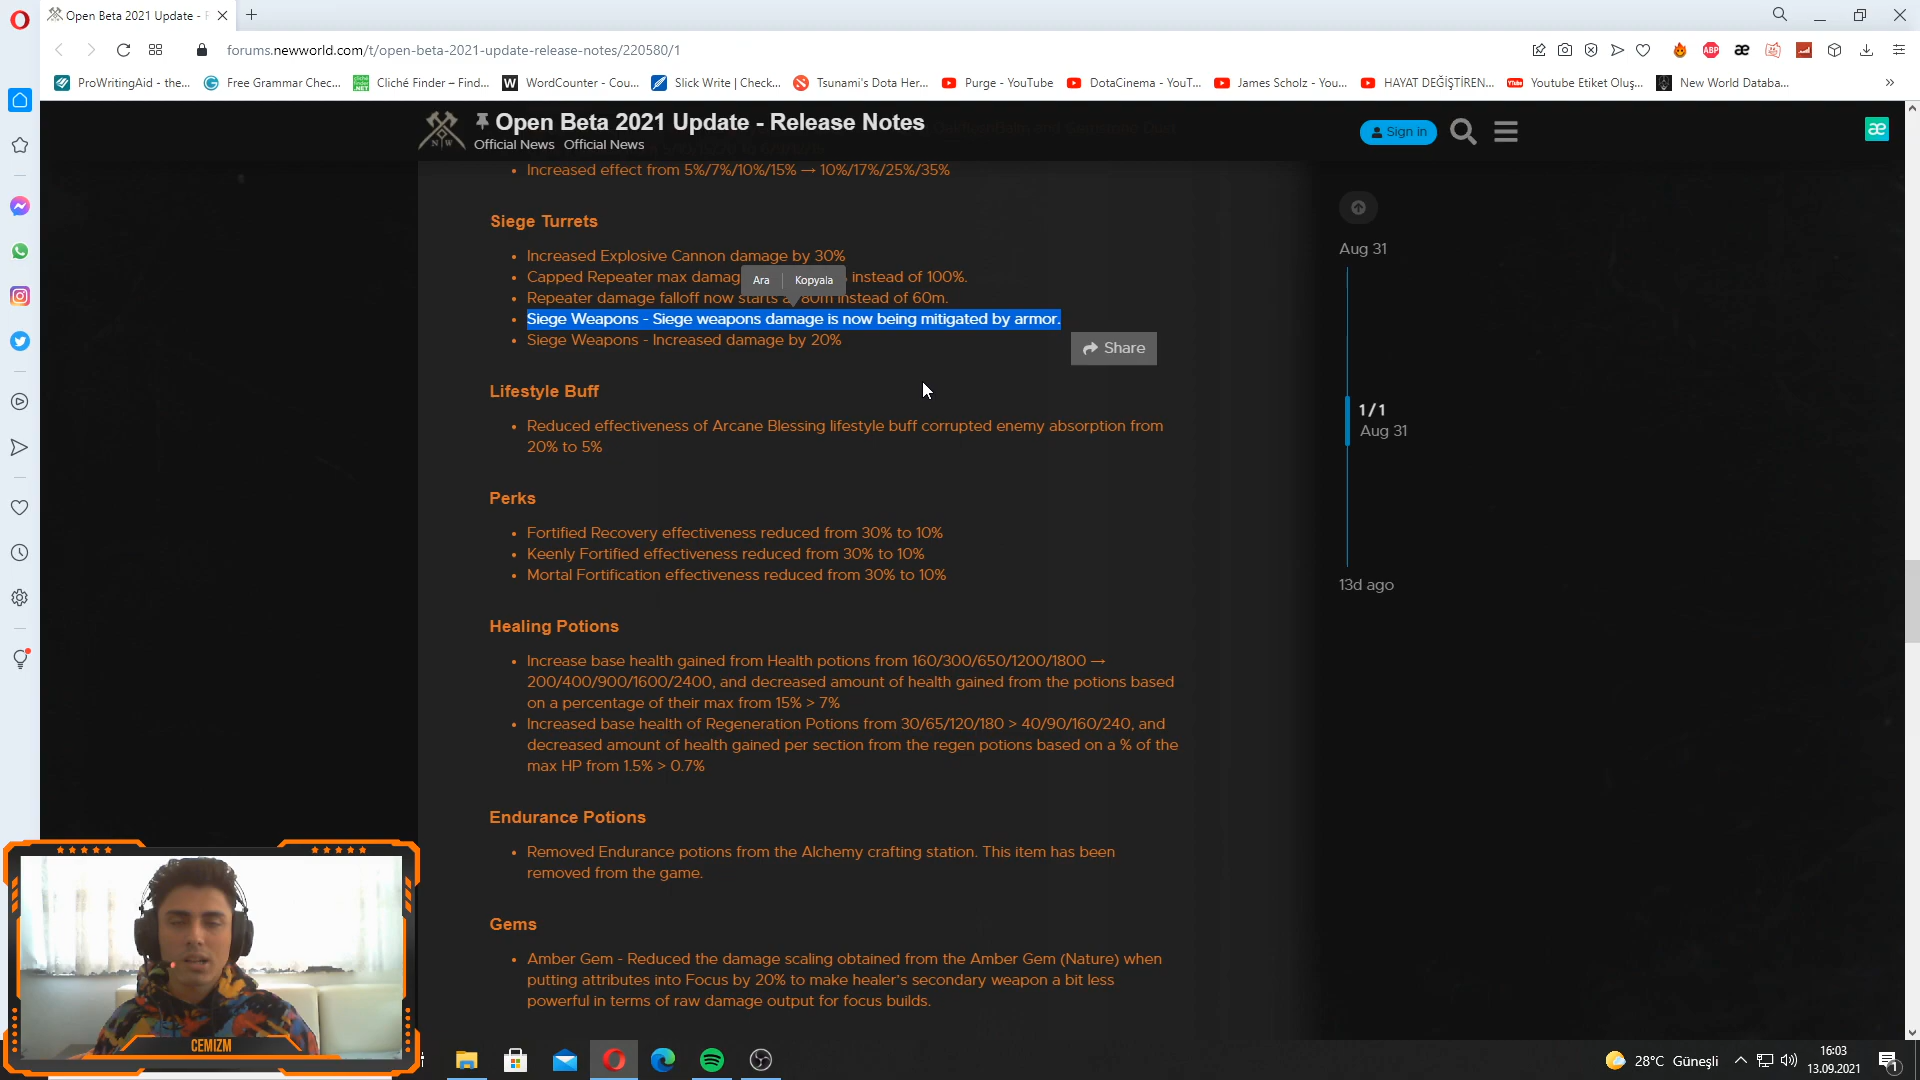 Open Beta 2021 Update -
forums.newworld.com/t/open-beta-2021-update-release-notes/220580/1
ABP
æ
ProWritingAid - the...
Free Grammar Chec...
Cliché Finder – Find...
WordCounter - Cou...
Slick Write | Check...
Tsunami's Dota Her...
Purge - YouTube
DotaCinema - YouT...
James Scholz - You...
HAYAT DEĞİŞTİREN...
Youtube Etiket Oluş...
New World Databa...
Open Beta 2021 Update - Release Notes
Official News Official News
N W
Sign in
æ
• Increased effect from 5%/7%/10%/15% → 10%/17%/25%/35%
Siege Turrets
• Increased Explosive Cannon damage by 30%
• Capped Repeater max damag instead of 100%.
Ara Kopyala
• Repeater damage falloff now starts 80m instead of 60m.
• Siege Weapons - Siege weapons damage is now being mitigated by armor.
• Siege Weapons - Increased damage by 20%
Share
Lifestyle Buff
• Reduced effectiveness of Arcane Blessing lifestyle buff corrupted enemy absorption from
20% to 5%
Perks
• Fortified Recovery effectiveness reduced from 30% to 10%
• Keenly Fortified effectiveness reduced from 30% to 10%
• Mortal Fortification effectiveness reduced from 30% to 10%
Healing Potions
• Increase base health gained from Health potions from 160/300/650/1200/1800 →
200/400/900/1600/2400, and decreased amount of health gained from the potions based
on a percentage of their max from 15% > 7%
• Increased base health of Regeneration Potions from 30/65/120/180 > 40/90/160/240, and
decreased amount of health gained per section from the regen potions based on a % of the
max HP from 1.5% > 0.7%
Endurance Potions
• Removed Endurance potions from the Alchemy crafting station. This item has been
removed from the game.
Gems
• Amber Gem - Reduced the damage scaling obtained from the Amber Gem (Nature) when
putting attributes into Focus by 20% to make healer's secondary weapon a bit less
powerful in terms of raw damage output for focus builds.
Aug 31
1/1
Aug 31
13d ago
CEMIZM
28°C Güneşli
16:03
13.09.2021
1